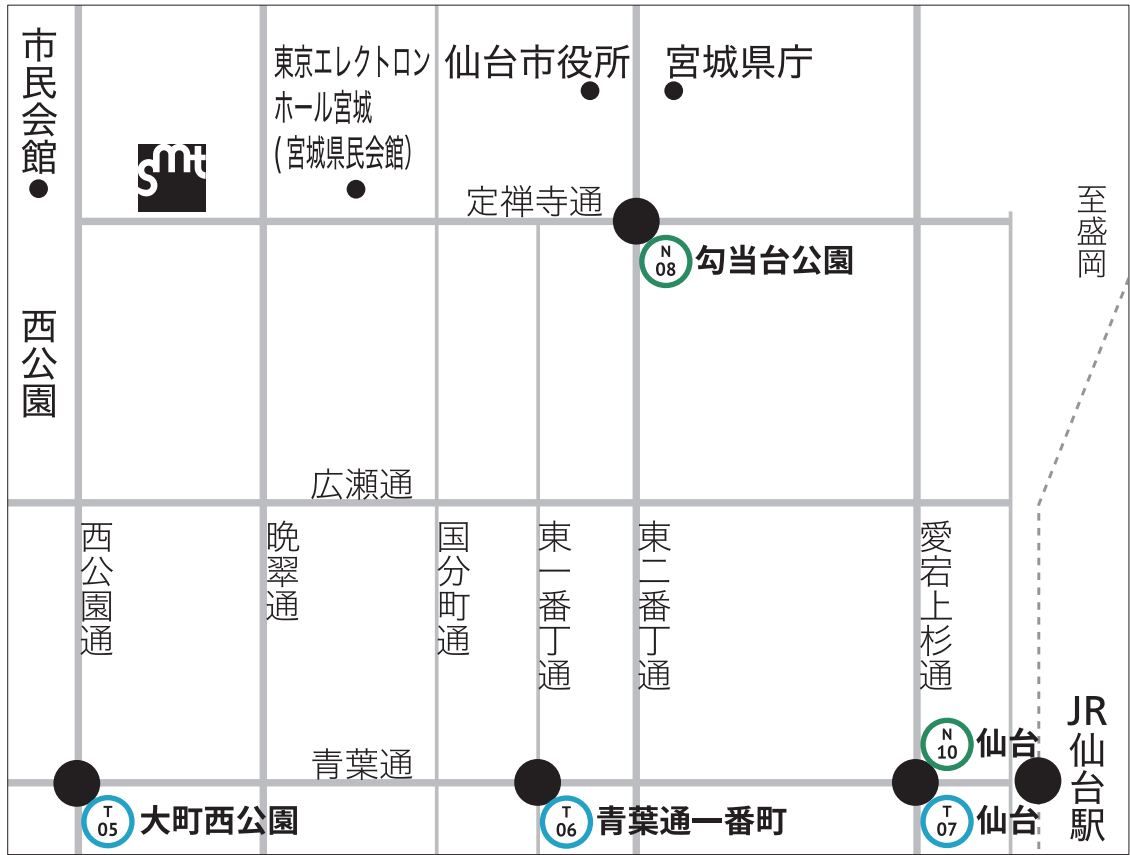 市民会館
smt
東京エレクトロン
ホール宮城
(宮城県民会館)
仙台市役所
宮城県庁
定禅寺通
至盛岡
N
08
勾当台公園
西公園
広瀬通
西公園通
晩翠通
国分町通
東一番丁通
東二番丁通
愛宕上杉通
青葉通
N
10
仙台
JR
仙台駅
T
05
大町西公園
T
06
青葉通一番町
T
07
仙台